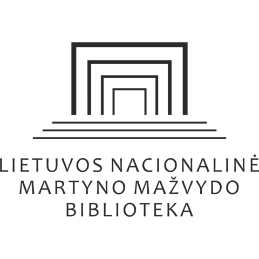 LIETUVOS NACIONALINĖ
MARTYNO MAŽVYDO
BIBLIOTEKA